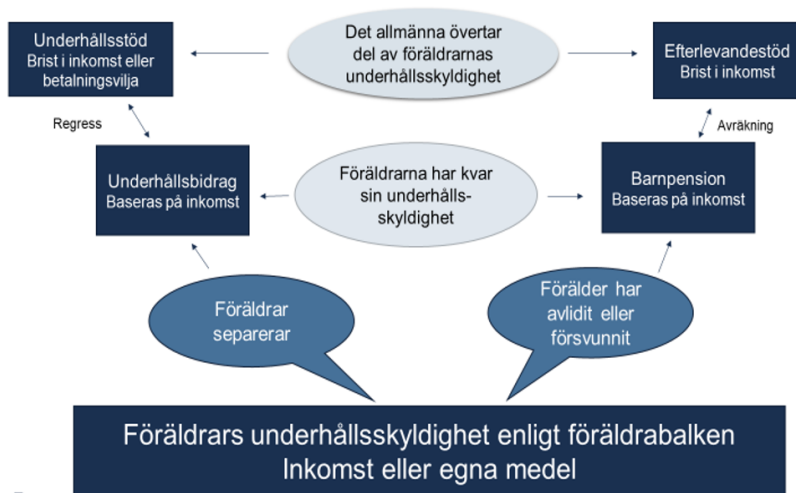 Underhållsstöd
Brist i inkomst eller
betalningsvilja
Det allmänna övertar
del av föräldrarnas
underhållsskyldighet
Efterlevandestöd
Brist i inkomst
Regress
Avräkning
Underhållsbidrag
Baseras på inkomst
Föräldrarna har kvar
sin underhålls-
skyldighet
Barnpension
Baseras på inkomst
Föräldrar
separerar
Förälder har
avlidit eller
försvunnit
Föräldrars underhållsskyldighet enligt föräldrabalken
Inkomst eller egna medel